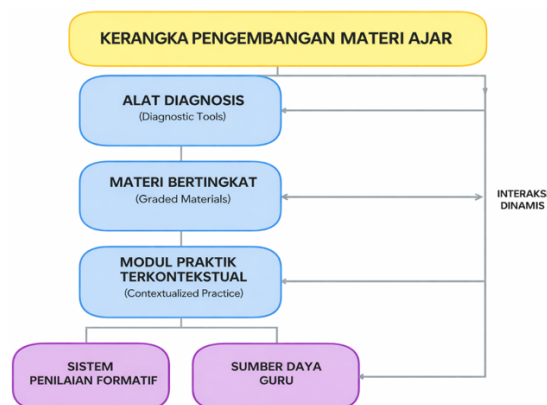 KERANGKA PENGEMBANGAN MATERI AJAR
ALAT DIAGNOSIS
(Diagnostic Tools)
MATERI BERTINGKAT
(Graded Materials)
INTERAKS
DINAMIS
MODUL PRAKTIK
TERKONTEKSTUAL
(Contextualized Practice)
SISTEM
PENILAIAN FORMATIF
SUMBER DAYA
GURU